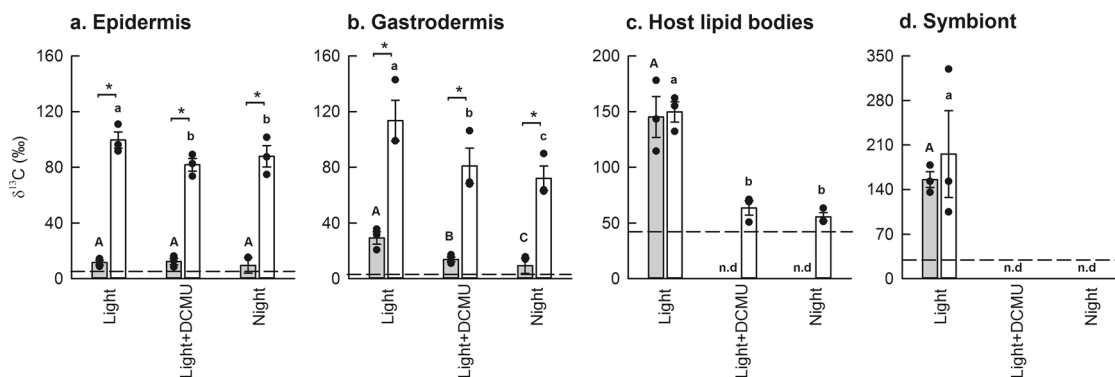 a. Epidermis
b. Gastrodermis
c. Host lipid bodies
d. Symbiont
δ¹³C (‰)
160
120
80
40
0
*
*
*
a
b
b
A
A
A
Light
Light+DCMU
Night
160
120
80
40
0
*
*
*
a
b
c
A
B
C
Light
Light+DCMU
Night
200
150
100
50
0
A
a
b
b
n.d
n.d
Light
Light+DCMU
Night
350
280
210
140
70
0
A
a
n.d
n.d
Light
Light+DCMU
Night